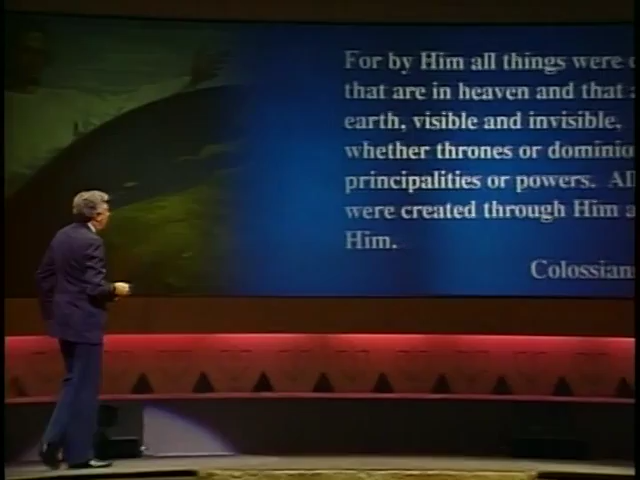 For by Him all things were
that are in heaven and that
earth, visible and invisible,
whether thrones or dominio
principalities or powers. Al
were created through Him a
Him.
Colossian